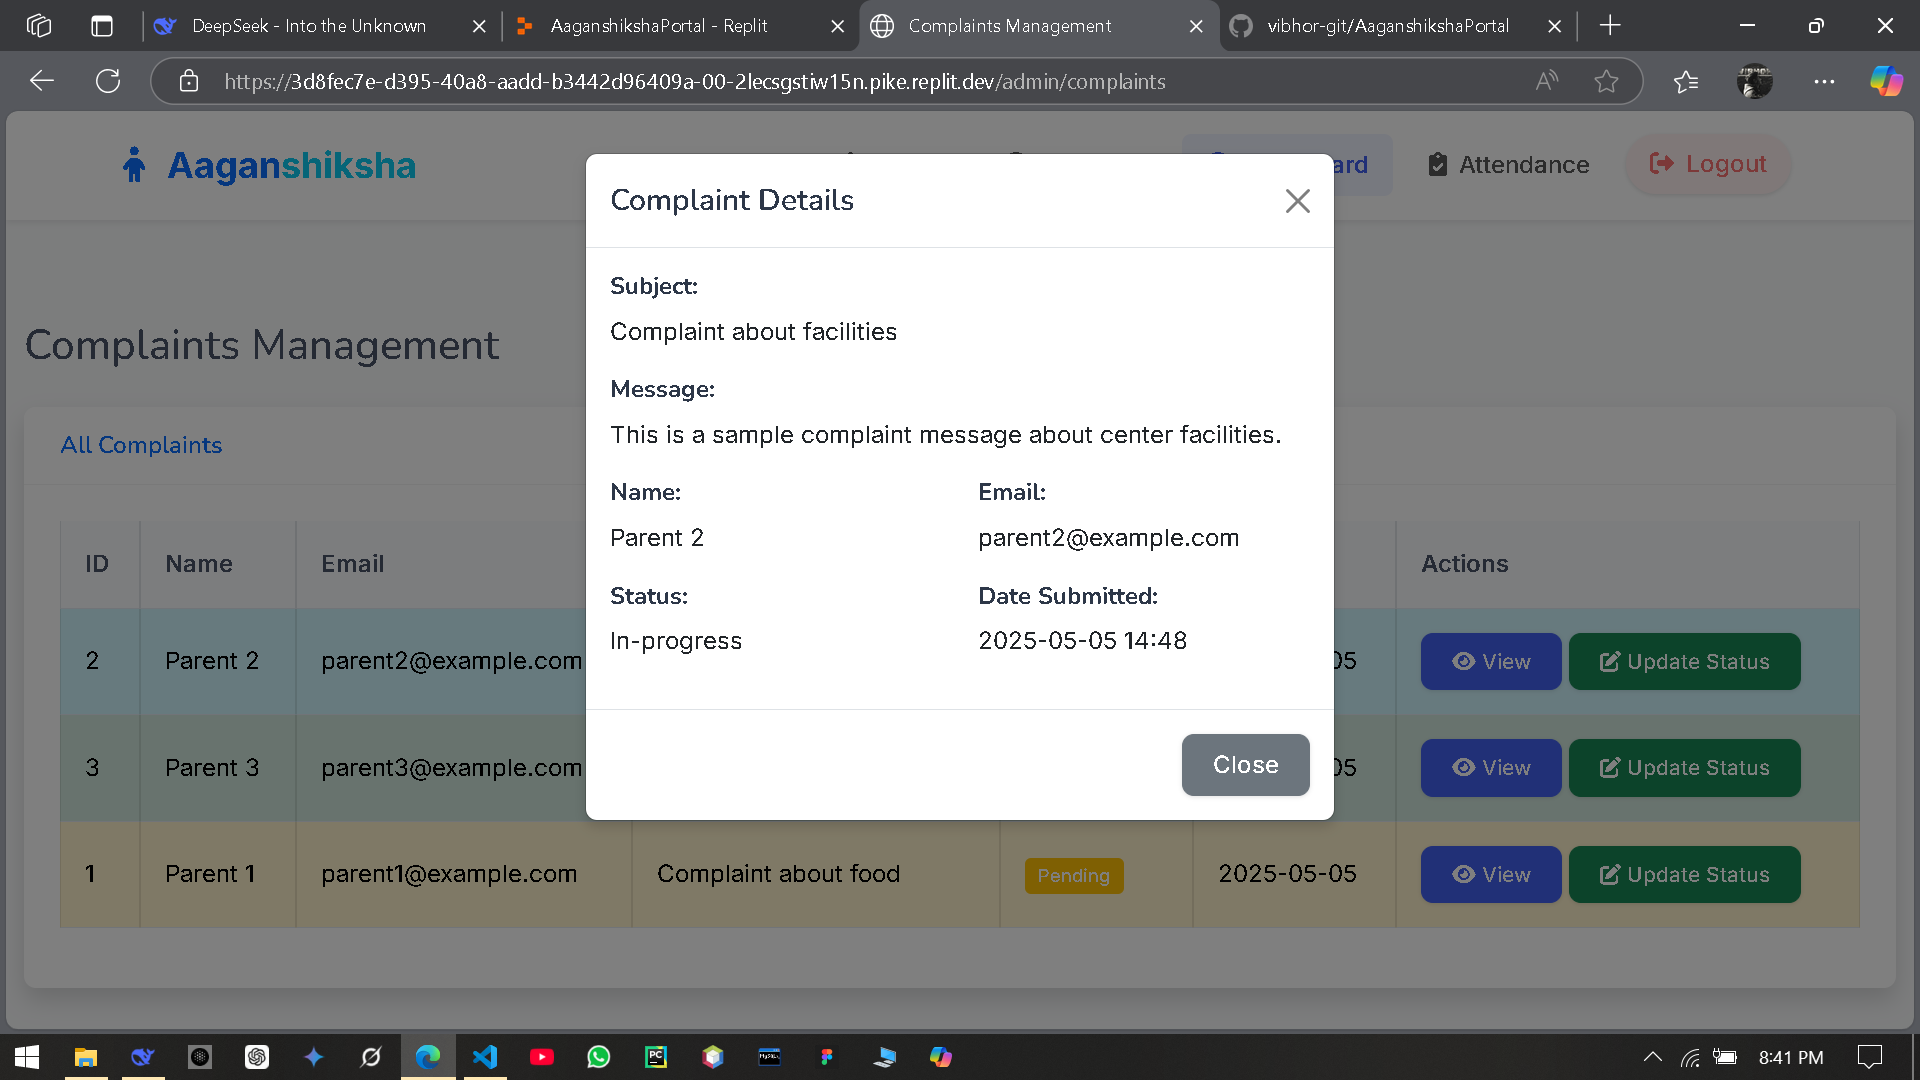 DeepSeek - Into the Unknown
AaganshikshaPortal - Replit
Complaints Management
vibhor-git/AaganshikshaPortal
https://3d8fec7e-d395-40a8-aadd-b3442d96409a-00-2lecsgstiw15n.pike.replit.dev/admin/complaints
Aaganshiksha
ard
Attendance
Logout
Complaint Details
Subject:
Complaint about facilities
Message:
This is a sample complaint message about center facilities.
Name:
Email:
Parent 2
parent2@example.com
Status:
Date Submitted:
In-progress
2025-05-05 14:48
Close
Complaints Management
All Complaints
ID Name Email Actions
2 Parent 2 parent2@example.com 05 View Update Status
3 Parent 3 parent3@example.com 05 View Update Status
1 Parent 1 parent1@example.com Complaint about food Pending 2025-05-05 View Update Status
PC
MySQL
8:41 PM